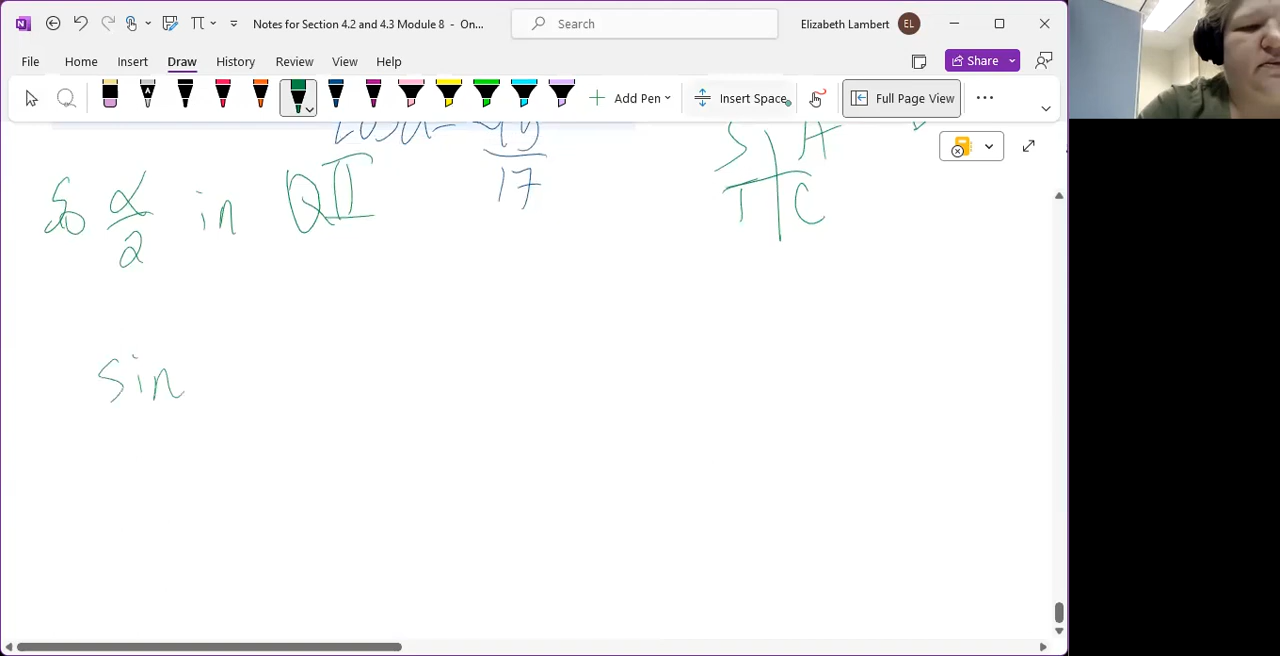 Notes for Section 4.2 and 4.3 Module 8 - On...
Search
Elizabeth Lambert
EL
File
Home
Insert
Draw
History
Review
View
Help
Share
A
Add Pen
Insert Space
Full Page View
17
S A
T C
So α/2 in QII
sin